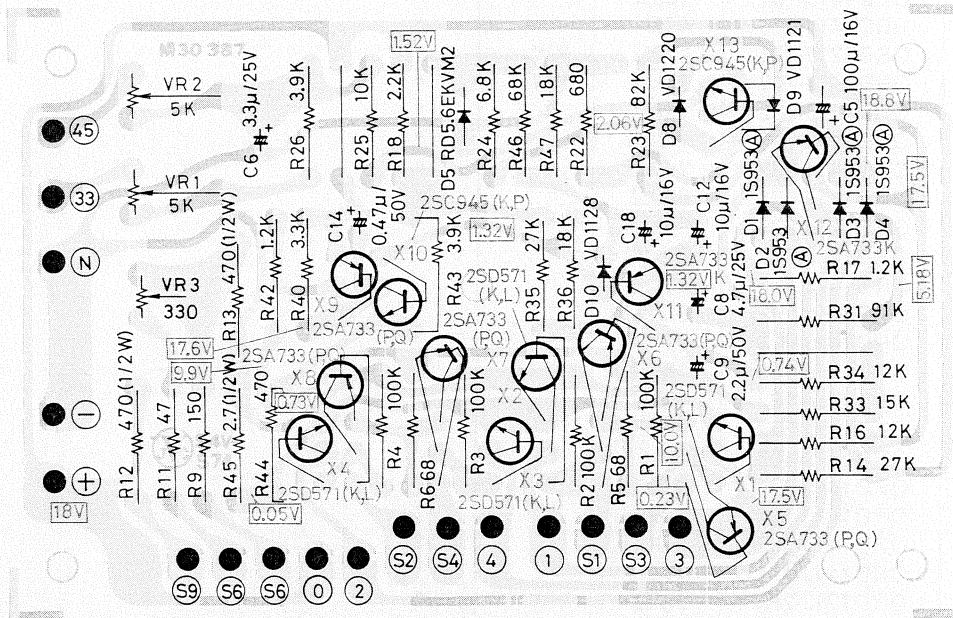 M30 387
1.52V
X13
2SC945(K,P)
VD1220
D9 VD1121
C5 100μ/16V
18.8V
VR2
5K
3.3μ/25V
C6
3.9K
R26
10K
R25
2.2K
R18
D5 RD5.6EKVM2
6.8K
R24
68K
R46
18K
R47
680
R22
2.06V
82K
R23
D8
45
33
N
VR1
5K
VR3
330
R13 470(1/2W)
R42 1.2K
R40 3.3K
C14
0.47μ/
50V
2SC945(K,P)
X10
1.32V
R43 3.9K
X9
2SA733
(P,Q)
2SD571
(K,L)
R35 27K
R36 18K
D10 VD1128
C18
10μ/16V
C12
10μ/16V
D1 1S953Ⓐ
D2
1S953
Ⓐ
D3 1S953Ⓐ
D4 1S953Ⓐ
X12
2SA733K
17.5V
5.18V
2SA733
1.32V
X11
2SA733(P,Q)
C8 4.7μ/25V
18.0V
R17 1.2K
R31 91K
17.6V
9.9V
2SA733(P,Q)
X8
0.73V
2SA733
(P,Q)
X7
X2
X6
C9 2.2μ/50V
0.74V
2SD571
(K,L)
R34 12K
R33 15K
R16 12K
R14 27K
R12 470(1/2W)
R11 47
R9 150
R45 2.7(1/2W)
R44 470
X4
2SD571(K,L)
R4 100K
R6 68
R3 100K
X3
2SD571(K,L)
R2 100K
R5 68
R1 100K
10.0V
0.23V
X1
17.5V
X5
2SA733(P,Q)
−
+
18V
0.05V
S2
S4
4
1
S1
S3
3
S9
S6
S6
0
2